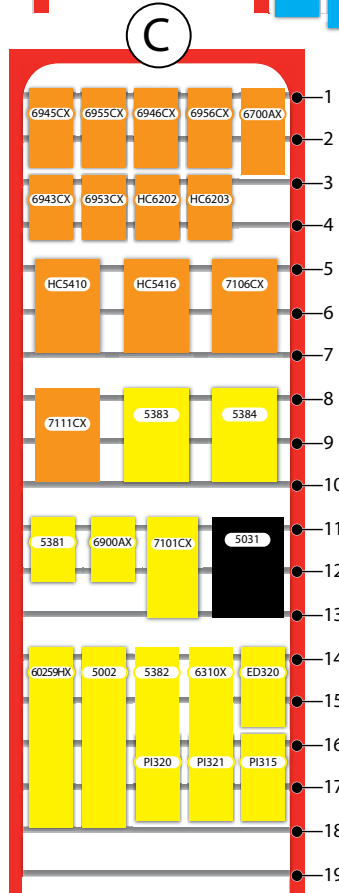 C
6945CX 6955CX 6946CX 6956CX 6700AX
1
2
3
6943CX 6953CX HC6202 HC6203
4
5
HC5410 HC5416 7106CX
6
7
8
7111CX 5383 5384
9
10
11
5381 6900AX 7101CX 5031
12
13
14
60259HX 5002 5382 6310X ED320
15
16
PI320 PI321 PI315
17
18
19